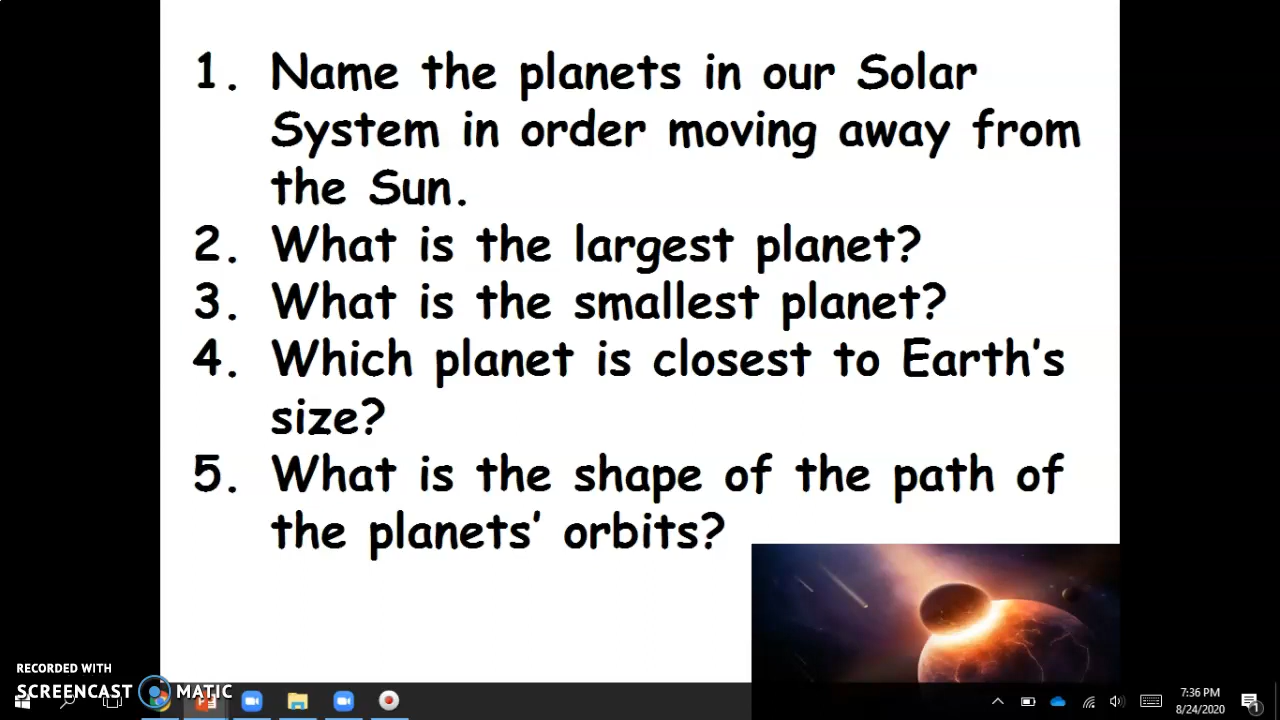 1. Name the planets in our Solar
System in order moving away from
the Sun.
2. What is the largest planet?
3. What is the smallest planet?
4. Which planet is closest to Earth's
size?
5. What is the shape of the path of
the planets' orbits?
RECORDED WITH
SCREENCAST MATIC
7:36 PM
8/24/2020
1